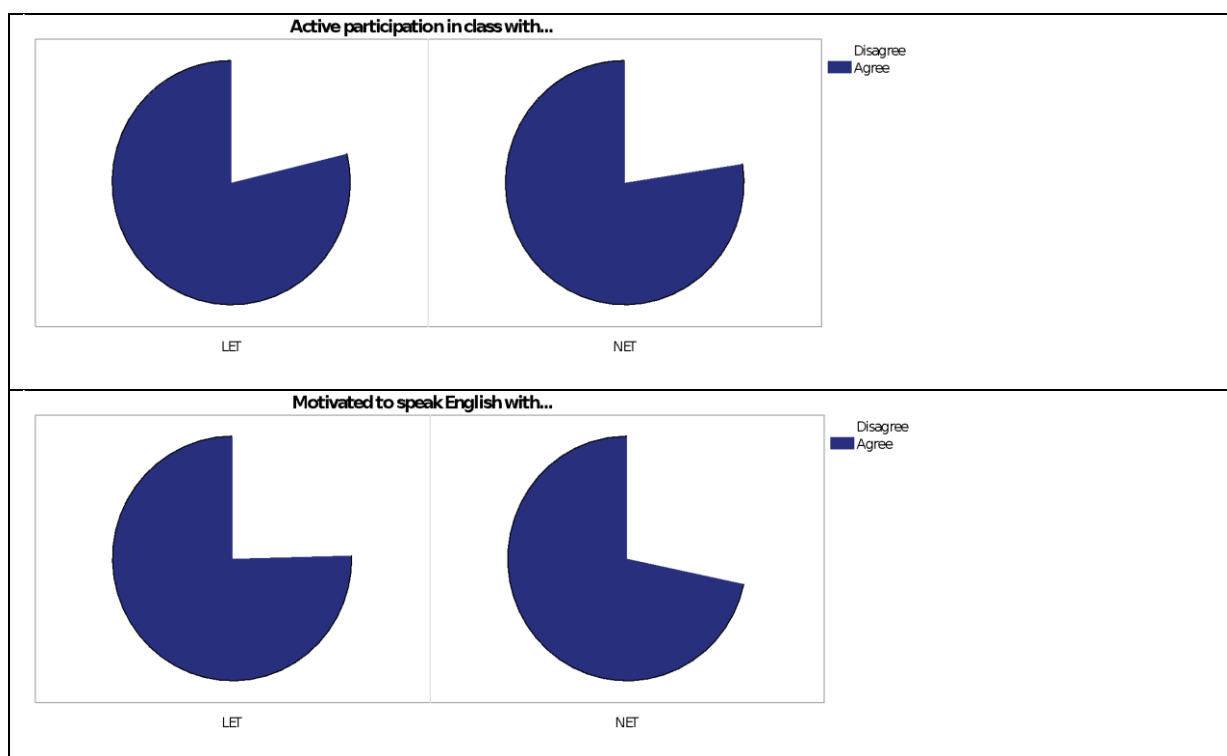 Active participation in class with...
Disagree
Agree
LET
NET
Motivated to speak English with...
Disagree
Agree
LET
NET